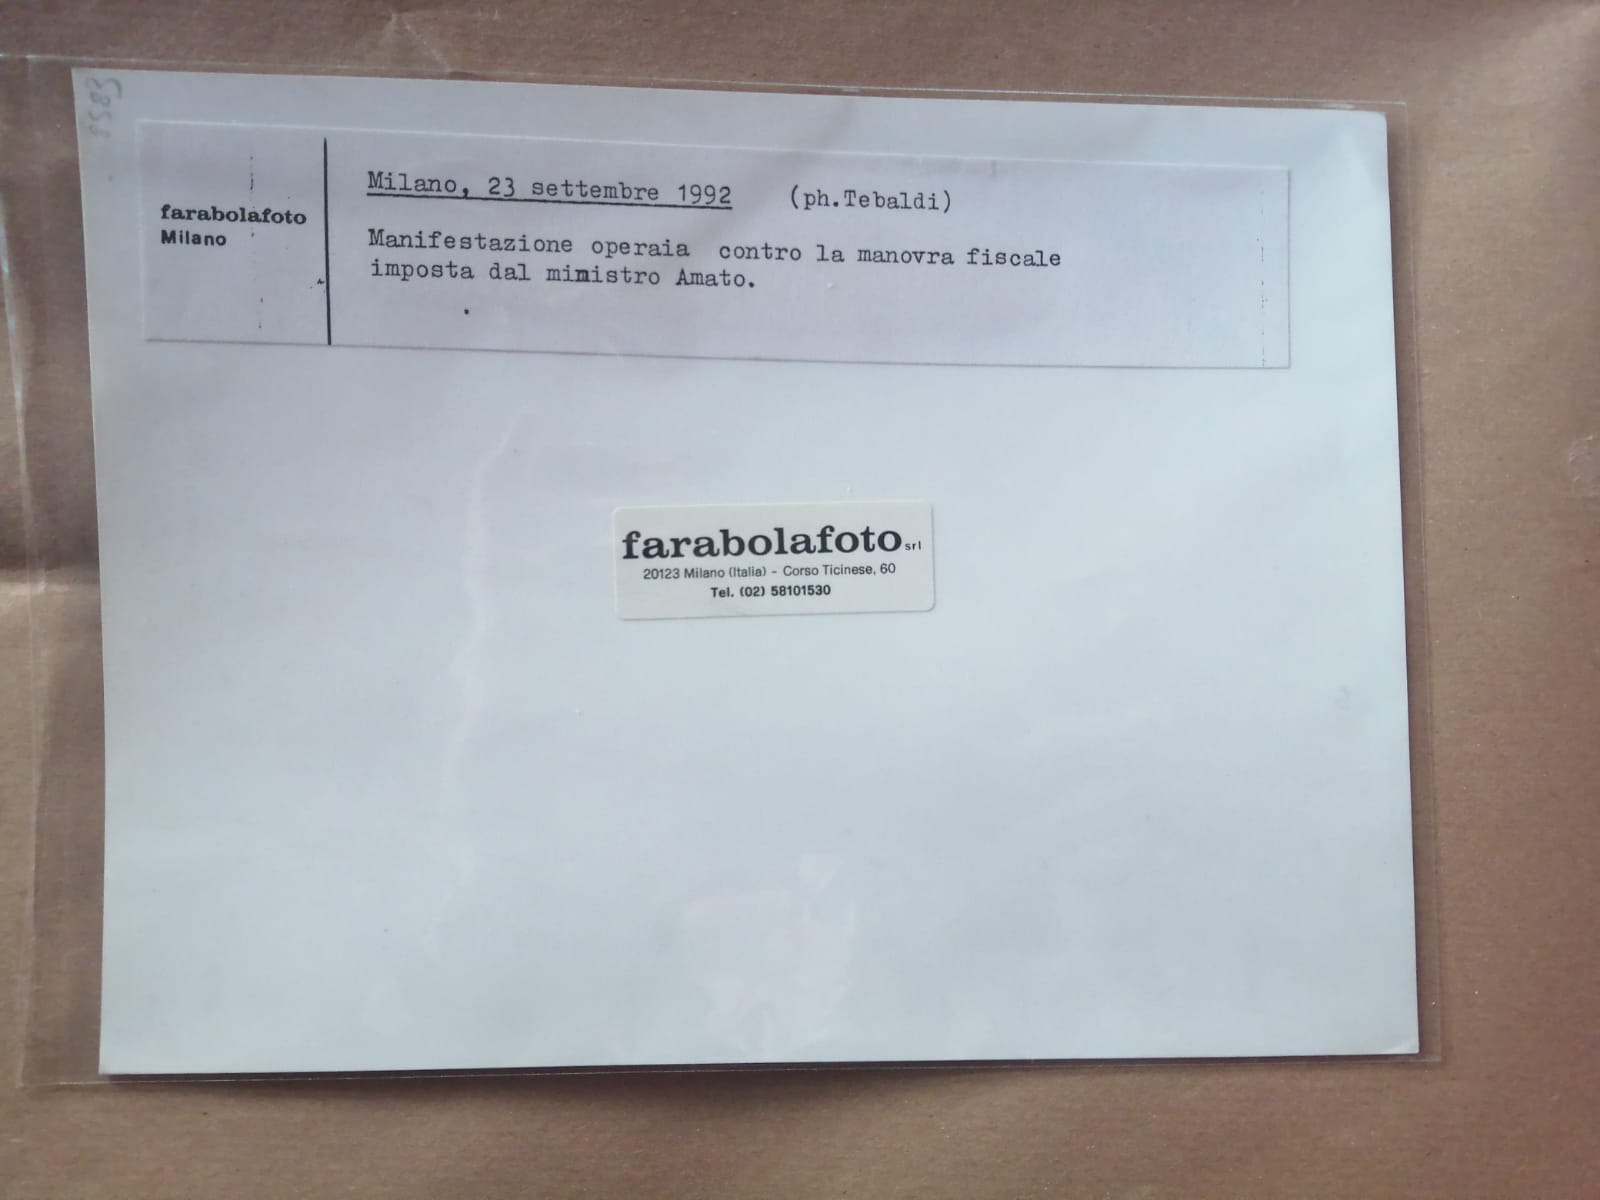 farabolafoto
Milano
Milano, 23 settembre 1992 (ph.Tebaldi)
Manifestazione operaia contro la manovra fiscale
imposta dal ministro Amato.
farabolafoto srl
20123 Milano (Italia) - Corso Ticinese, 60
Tel. (02) 58101530